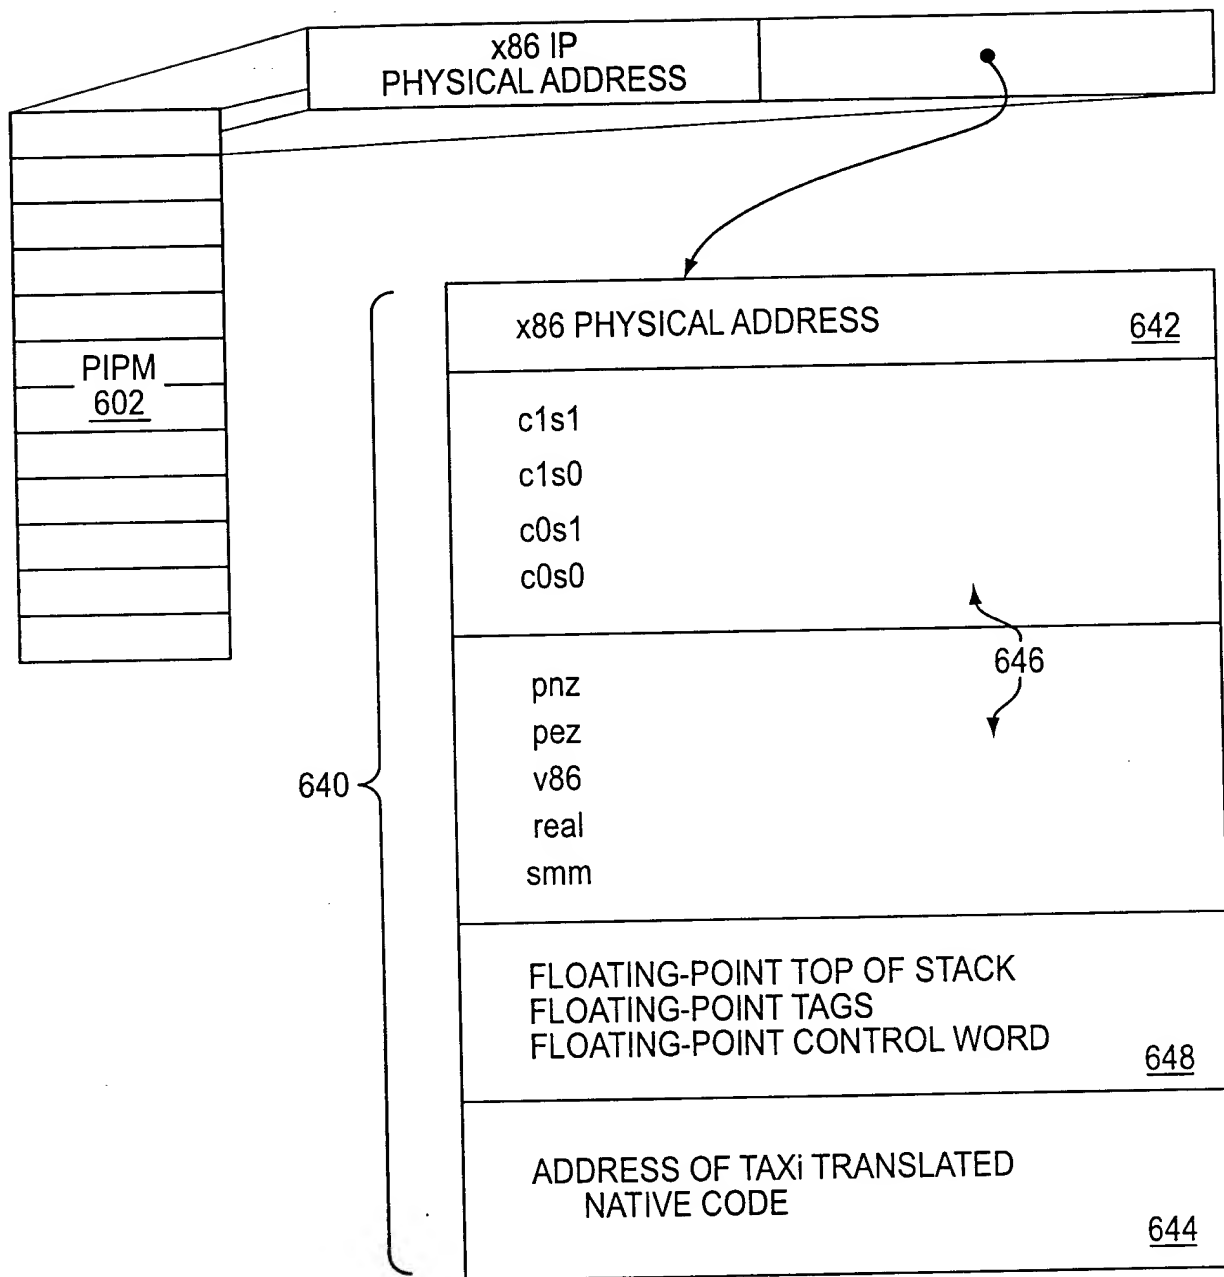 x86 IP
PHYSICAL ADDRESS
PIPM
602
x86 PHYSICAL ADDRESS 642
c1s1
c1s0
c0s1
c0s0
646
pnz
pez
v86
real
smm
640
FLOATING-POINT TOP OF STACK
FLOATING-POINT TAGS
FLOATING-POINT CONTROL WORD
648
ADDRESS OF TAXi TRANSLATED
NATIVE CODE
644